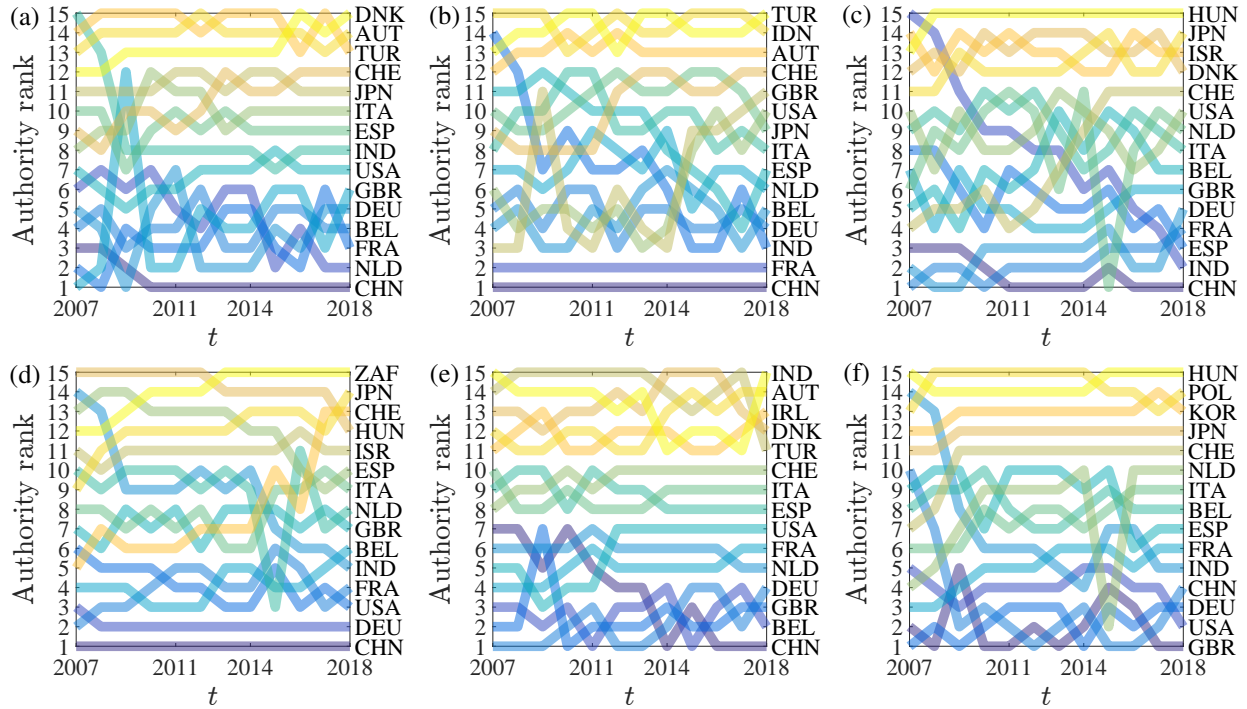 (a)
Authority rank
15
14
13
12
11
10
9
8
7
6
5
4
3
2
1
DNK
AUT
TUR
CHE
JPN
ITA
ESP
IND
USA
GBR
DEU
BEL
FRA
NLD
CHN
2007 2011 2014 2018
t
(b)
Authority rank
15
14
13
12
11
10
9
8
7
6
5
4
3
2
1
TUR
IDN
AUT
CHE
GBR
USA
JPN
ITA
ESP
NLD
BEL
DEU
IND
FRA
CHN
2007 2011 2014 2018
t
(c)
Authority rank
15
14
13
12
11
10
9
8
7
6
5
4
3
2
1
HUN
JPN
ISR
DNK
CHE
USA
NLD
ITA
BEL
GBR
DEU
FRA
ESP
IND
CHN
2007 2011 2014 2018
t
(d)
Authority rank
15
14
13
12
11
10
9
8
7
6
5
4
3
2
1
ZAF
JPN
CHE
HUN
ISR
ESP
ITA
NLD
GBR
BEL
IND
FRA
USA
DEU
CHN
2007 2011 2014 2018
t
(e)
Authority rank
15
14
13
12
11
10
9
8
7
6
5
4
3
2
1
IND
AUT
IRL
DNK
TUR
CHE
ITA
ESP
USA
FRA
NLD
DEU
GBR
BEL
CHN
2007 2011 2014 2018
t
(f)
Authority rank
15
14
13
12
11
10
9
8
7
6
5
4
3
2
1
HUN
POL
KOR
JPN
CHE
NLD
ITA
BEL
ESP
FRA
IND
CHN
DEU
USA
GBR
2007 2011 2014 2018
t